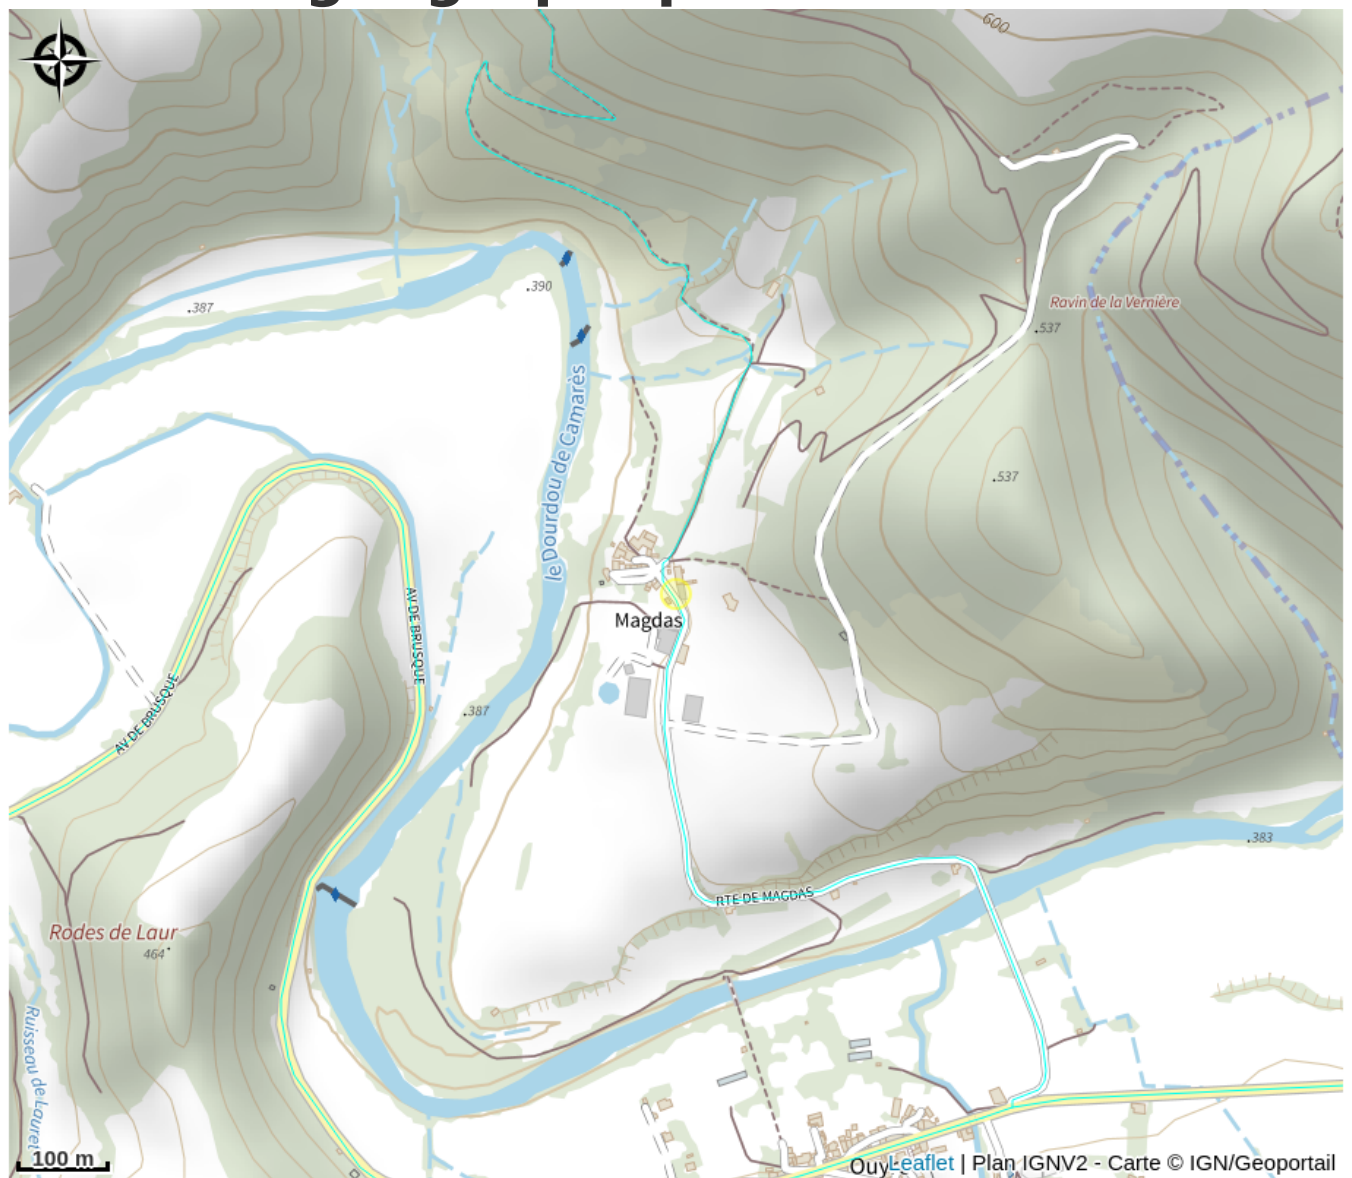 600
.390
.387
Ravin de la Vernière
.537
le Dourdou de Camarès
.537
AV DE BRUSQUE
Magdas
AV DE BRUSQUE
.387
.383
RTE DE MAGDAS
Rodes de Laur
464.
Ruisseau de Lauret
100 m
Ouy
Leaflet | Plan IGNV2 - Carte © IGN/Geoportail